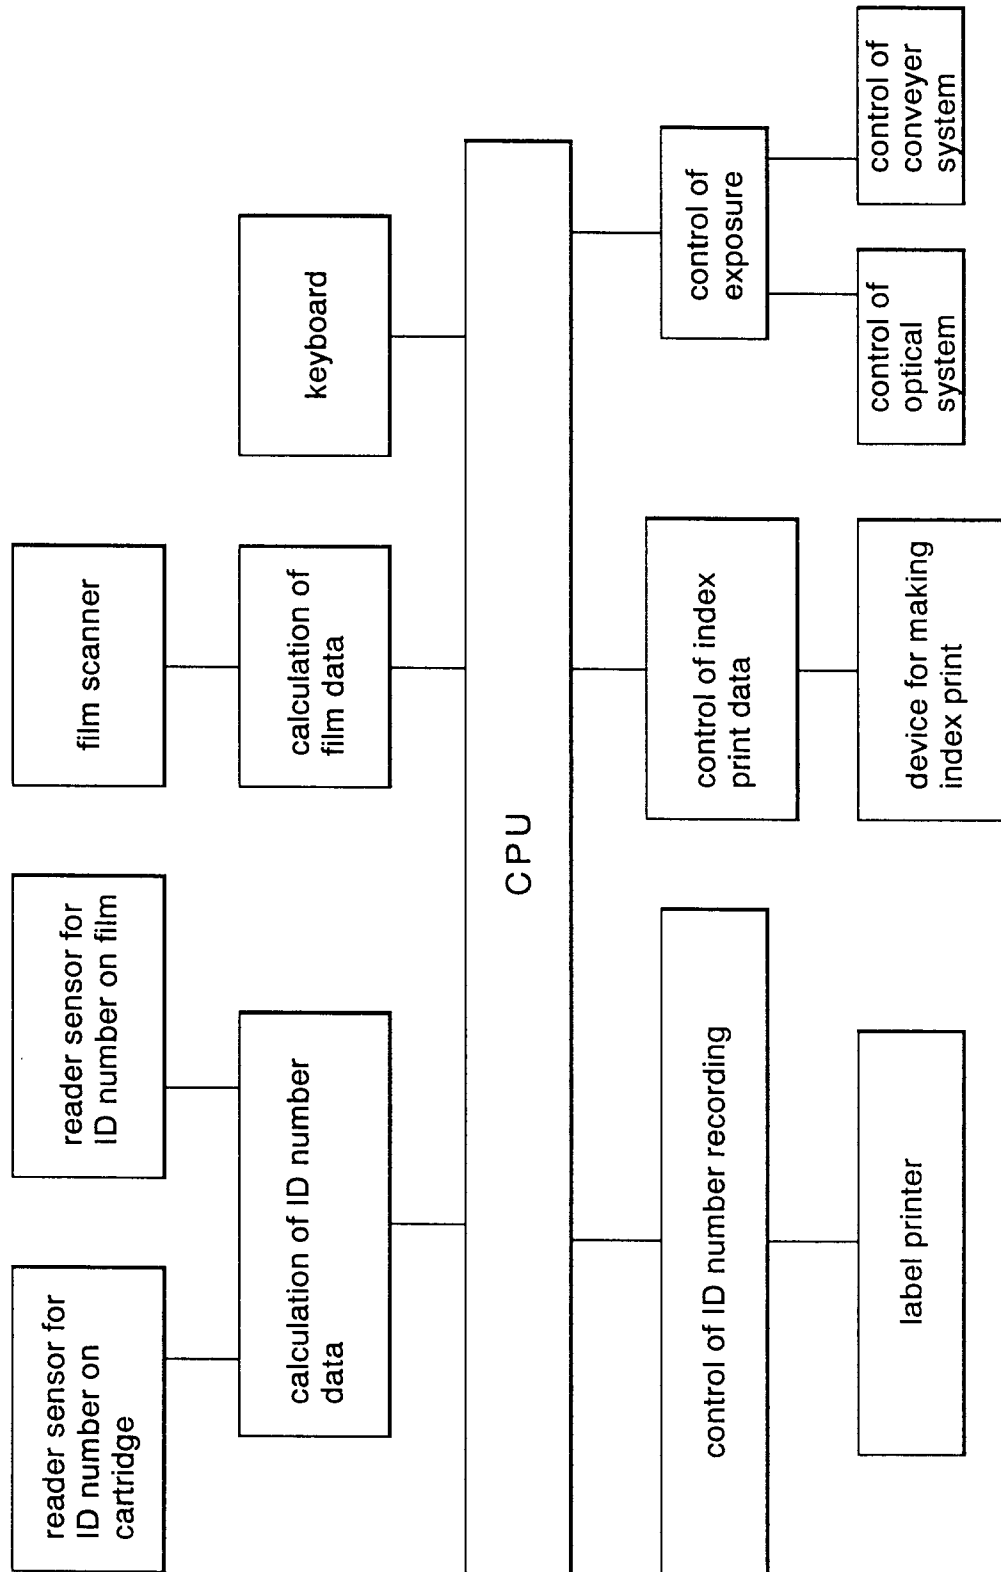 reader sensor for
ID number on
cartridge
reader sensor for
ID number on film
film scanner
calculation of ID number
data
calculation of
film data
keyboard
CPU
control of ID number recording
control of index
print data
control of
exposure
label printer
device for making
index print
control of
optical
system
control of
conveyer
system